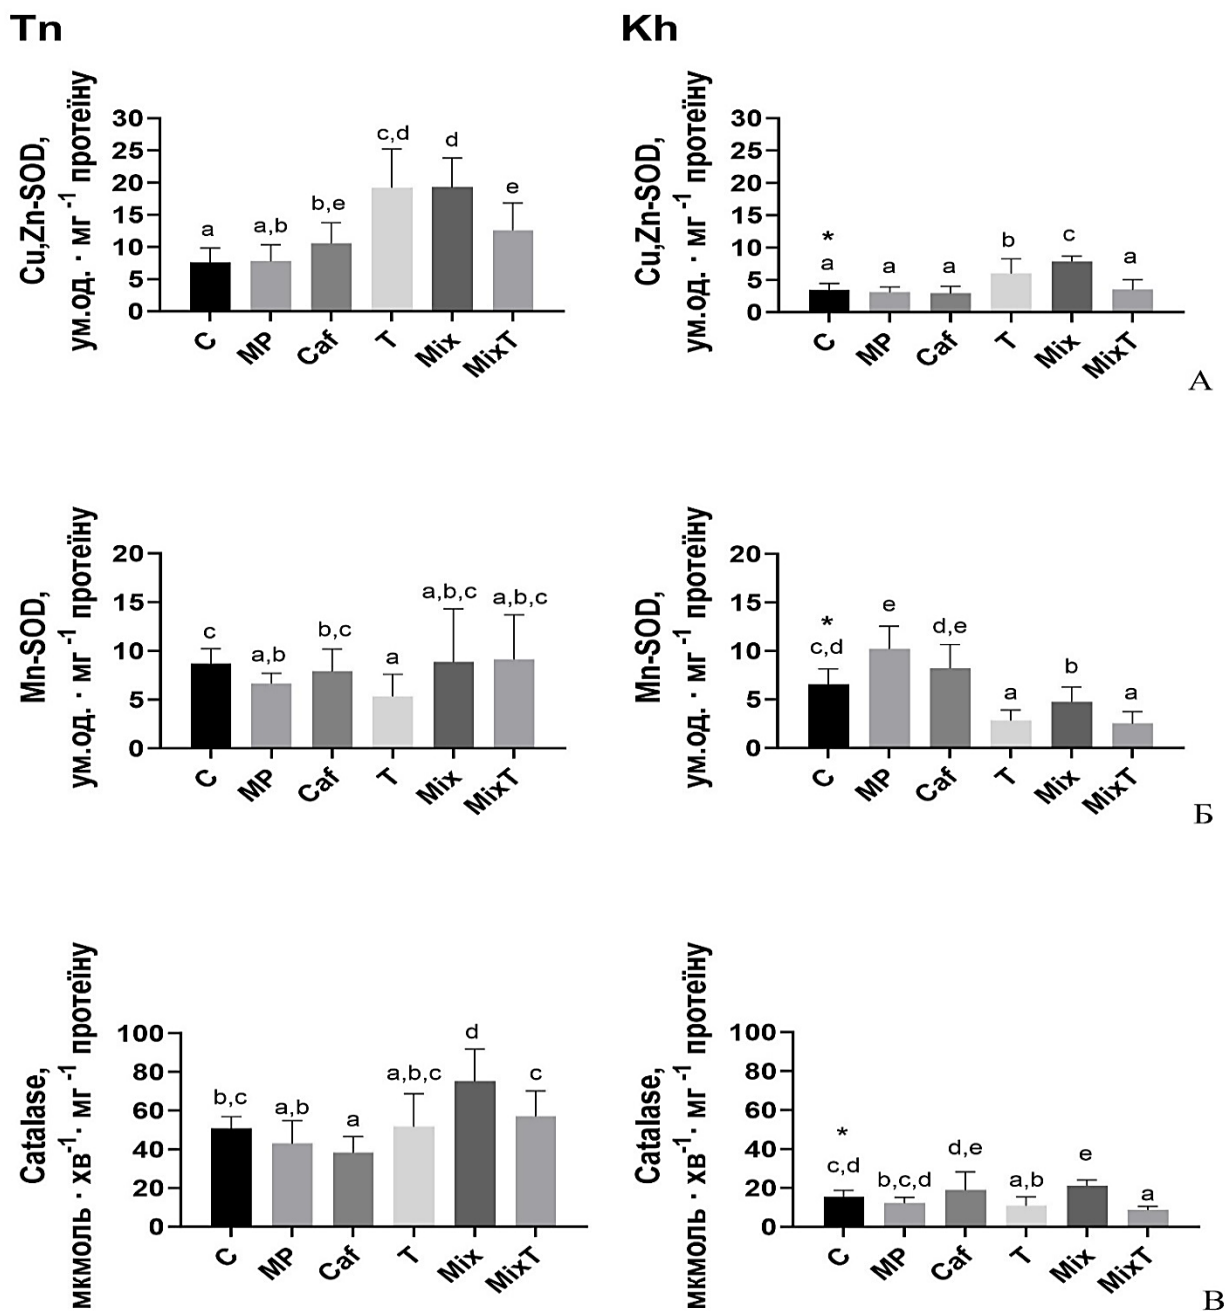 Tn
Kh
Cu,Zn-SOD,
ум.од. · мг⁻¹ протеїну
30
25
20
15
10
5
0
a
a,b
b,e
c,d
d
e
C
MP
Caf
T
Mix
MixT
Cu,Zn-SOD,
ум.од. · мг⁻¹ протеїну
30
25
20
15
10
5
0
*
a
a
a
b
c
a
C
MP
Caf
T
Mix
MixT
А
Mn-SOD,
ум.од. · мг⁻¹ протеїну
20
15
10
5
0
c
a,b
b,c
a
a,b,c
a,b,c
C
MP
Caf
T
Mix
MixT
Mn-SOD,
ум.од. · мг⁻¹ протеїну
20
15
10
5
0
*
c,d
e
d,e
a
b
a
C
MP
Caf
T
Mix
MixT
Б
Catalase,
мкмоль · хв⁻¹· мг⁻¹ протеїну
100
80
60
40
20
0
b,c
a,b
a
a,b,c
d
c
C
MP
Caf
T
Mix
MixT
Catalase,
мкмоль · хв⁻¹· мг⁻¹ протеїну
100
80
60
40
20
0
*
c,d
b,c,d
d,e
a,b
e
a
C
MP
Caf
T
Mix
MixT
В